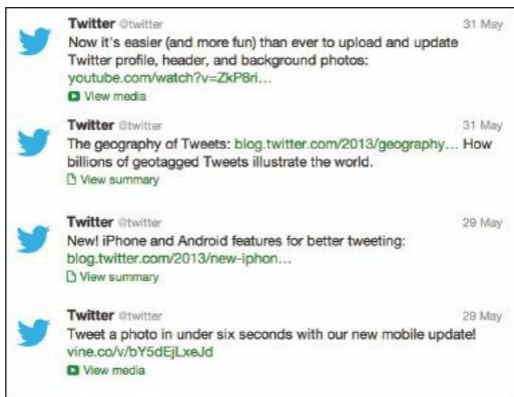 Twitter @twitter 31 May
Now it's easier (and more fun) than ever to upload and update
Twitter profile, header, and background photos:
youtube.com/watch?v=ZkP8ri...
View media
Twitter @twitter 31 May
The geography of Tweets: blog.twitter.com/2013/geography... How
billions of geotagged Tweets illustrate the world.
View summary
Twitter @twitter 29 May
New! iPhone and Android features for better tweeting:
blog.twitter.com/2013/new-iphon...
View summary
Twitter @twitter 29 May
Tweet a photo in under six seconds with our new mobile update!
vine.co/v/bY5dEjLxeJd
View media